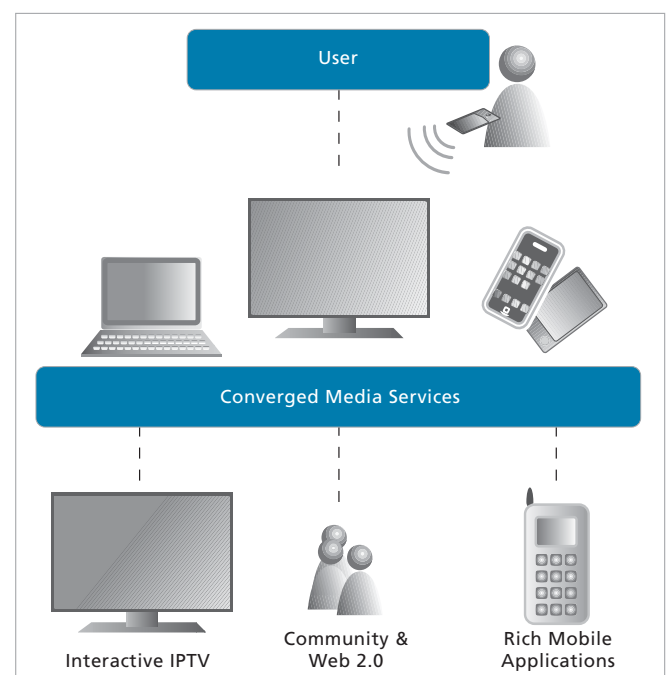 User
Converged Media Services
Interactive IPTV
Community &
Web 2.0
Rich Mobile
Applications